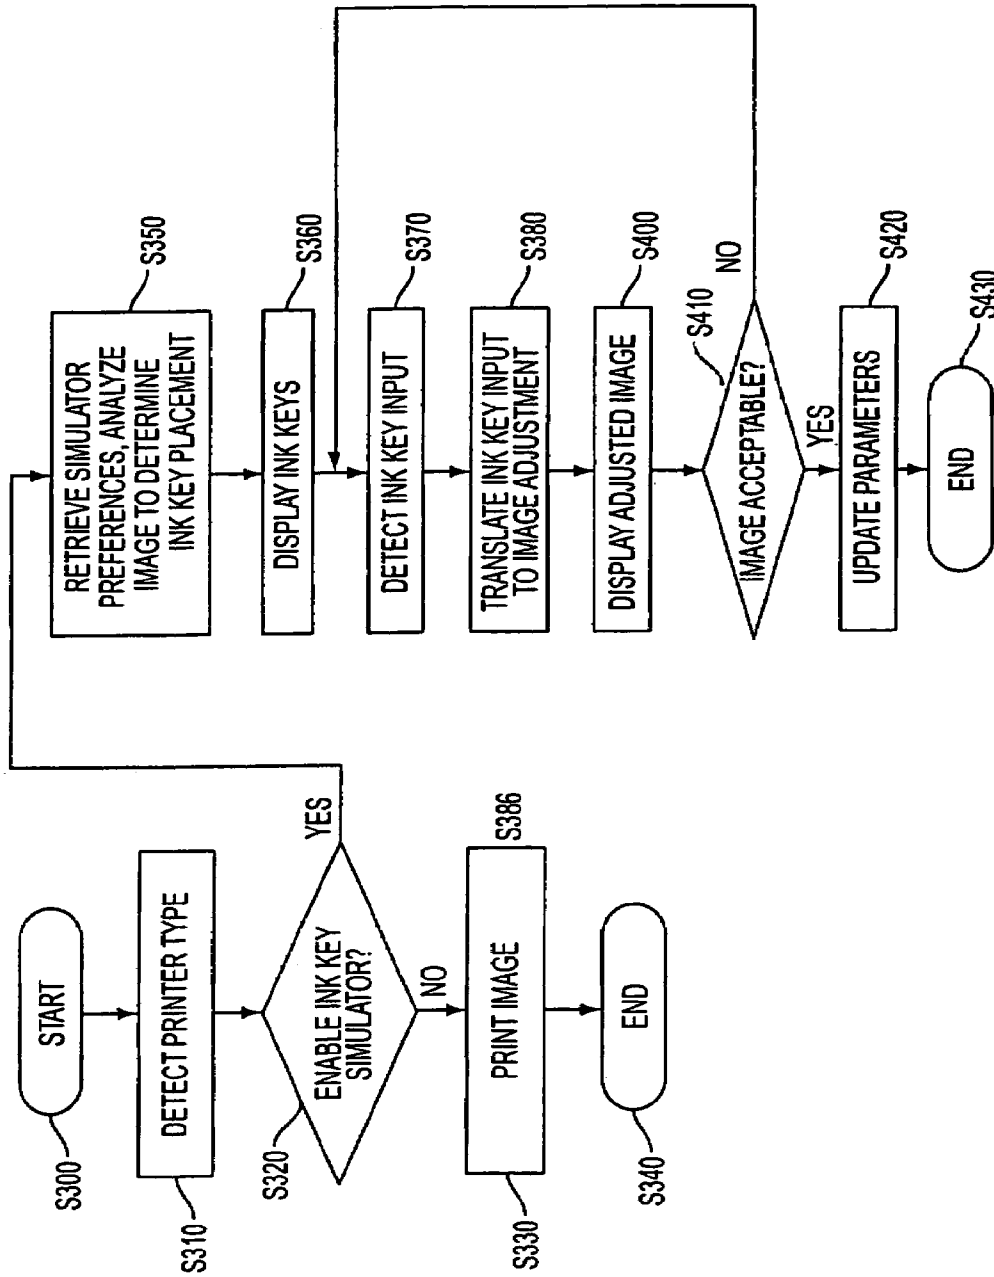 START
S300
DETECT PRINTER TYPE
S310
ENABLE INK KEY
SIMULATOR?
S320
YES
NO
PRINT IMAGE
S386
S330
END
S340
RETRIEVE SIMULATOR
PREFERENCES, ANALYZE
IMAGE TO DETERMINE
INK KEY PLACEMENT
S350
DISPLAY INK KEYS
S360
DETECT INK KEY INPUT
S370
TRANSLATE INK KEY INPUT
TO IMAGE ADJUSTMENT
S380
DISPLAY ADJUSTED IMAGE
S400
IMAGE ACCEPTABLE?
S410
NO
YES
UPDATE PARAMETERS
S420
END
S430